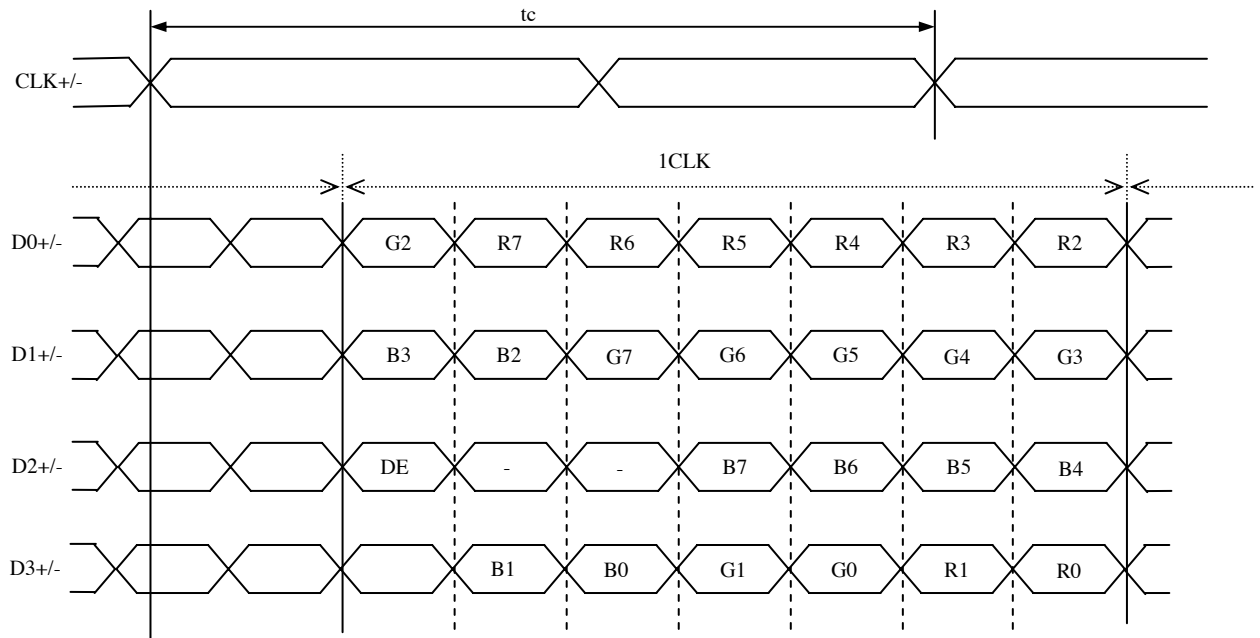 tc
CLK+/-
1CLK
D0+/- G2 R7 R6 R5 R4 R3 R2
D1+/- B3 B2 G7 G6 G5 G4 G3
D2+/- DE - - B7 B6 B5 B4
D3+/- B1 B0 G1 G0 R1 R0